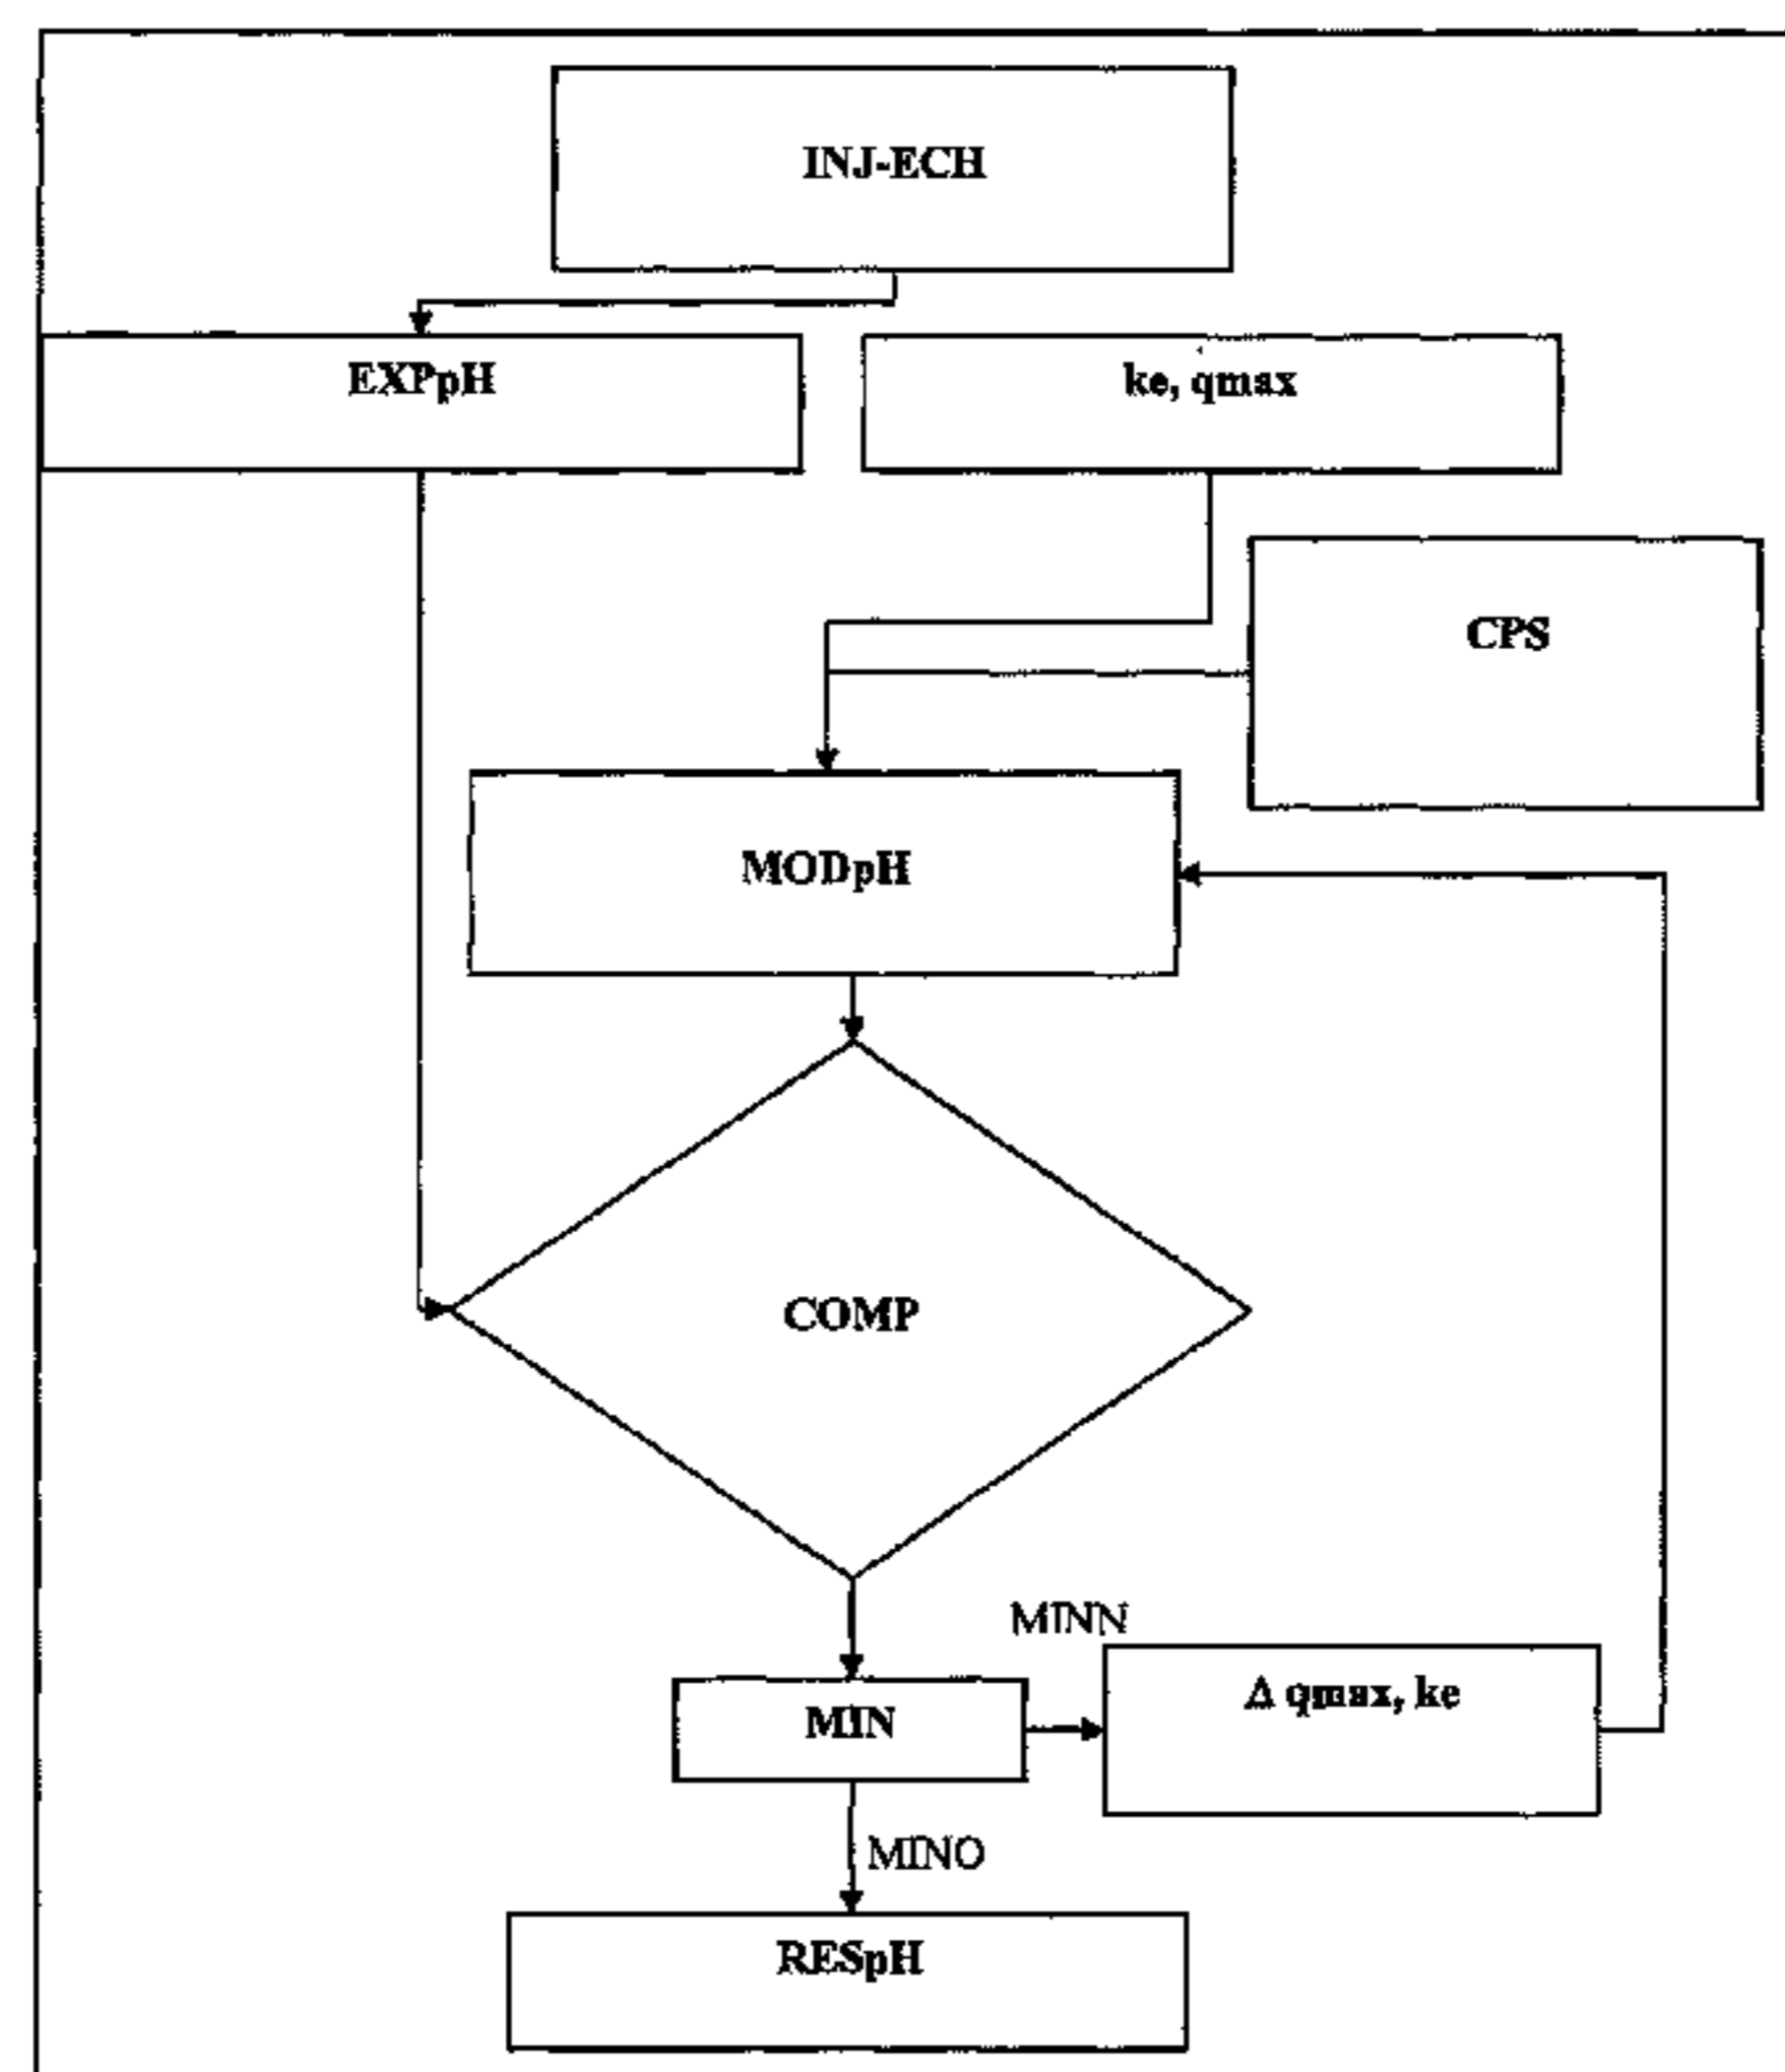 INJ-ECH
EXPpH
ke, qmax
CPS
MODpH
COMP
MINN
MIN
Δ qmax, ke
MINO
RESpH